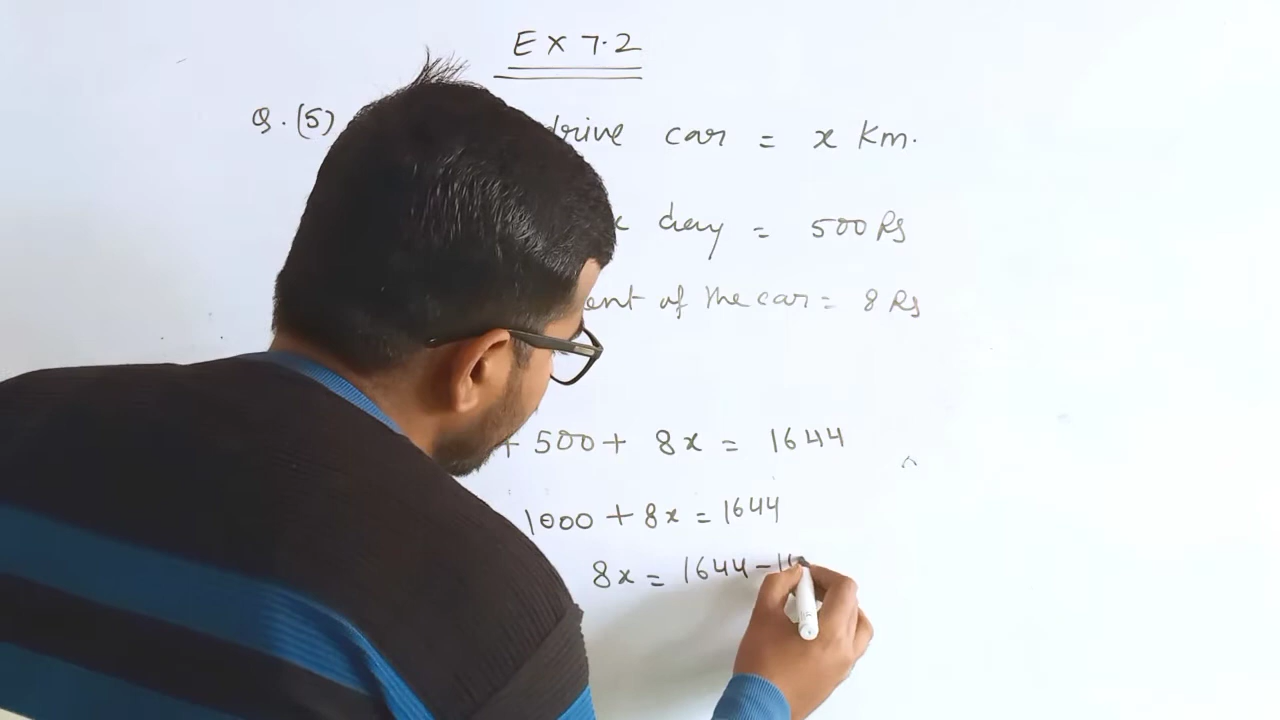 EX 7.2
Q.(5) drive car = x Km.
day = 500 Rs
of the car = 8 Rs
+ 500 + 8x = 1644
1000 + 8x = 1644
8x = 1644 - 1